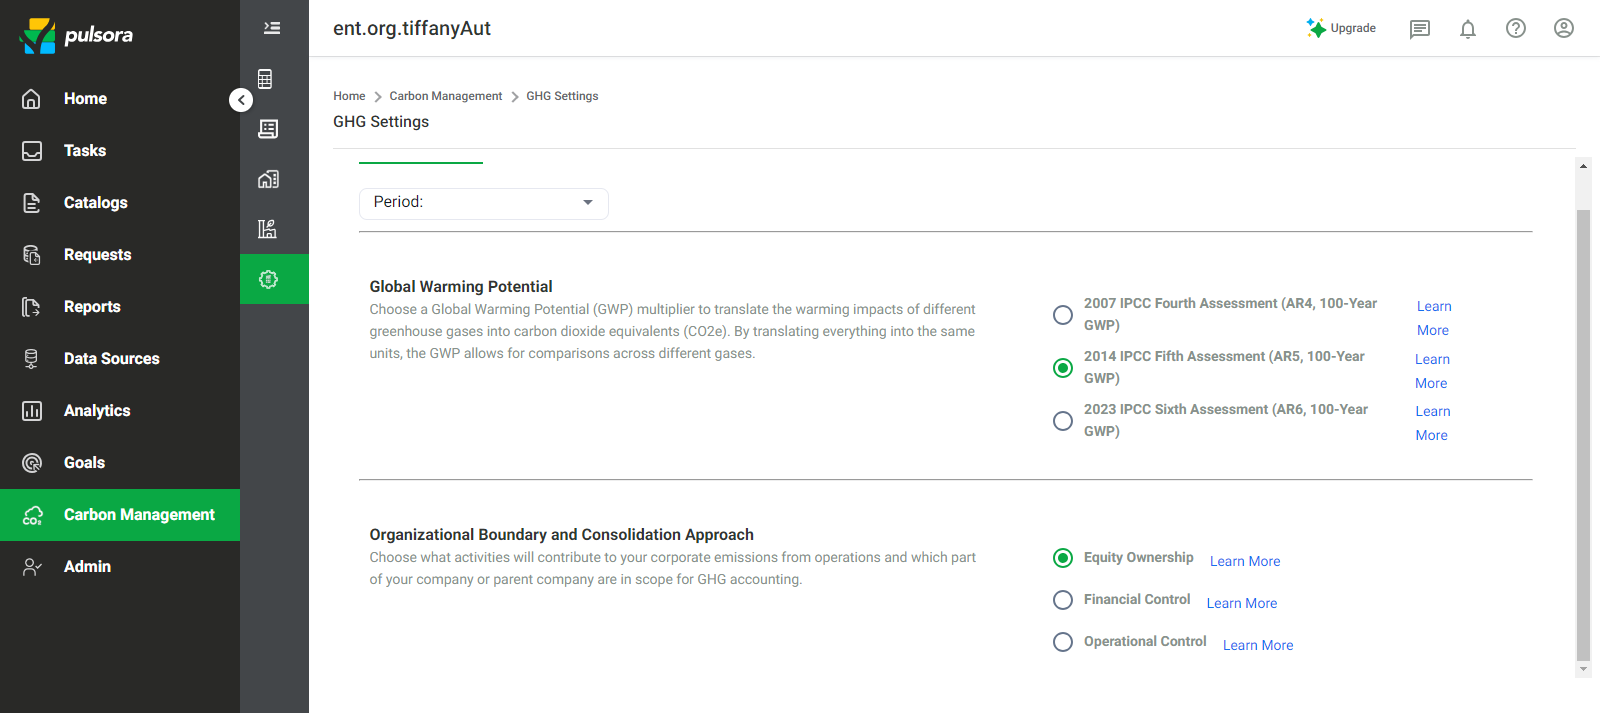 pulsora
ent.org.tiffanyAut
Upgrade
Home
Tasks
Catalogs
Requests
Reports
Data Sources
Analytics
Goals
Carbon Management
Admin
Home > Carbon Management > GHG Settings
GHG Settings
Period:
Global Warming Potential
Choose a Global Warming Potential (GWP) multiplier to translate the warming impacts of different
greenhouse gases into carbon dioxide equivalents (CO2e). By translating everything into the same
units, the GWP allows for comparisons across different gases.
2007 IPCC Fourth Assessment (AR4, 100-Year
GWP)
Learn
More
2014 IPCC Fifth Assessment (AR5, 100-Year
GWP)
Learn
More
2023 IPCC Sixth Assessment (AR6, 100-Year
GWP)
Learn
More
Organizational Boundary and Consolidation Approach
Choose what activities will contribute to your corporate emissions from operations and which part
of your company or parent company are in scope for GHG accounting.
Equity Ownership Learn More
Financial Control Learn More
Operational Control Learn More